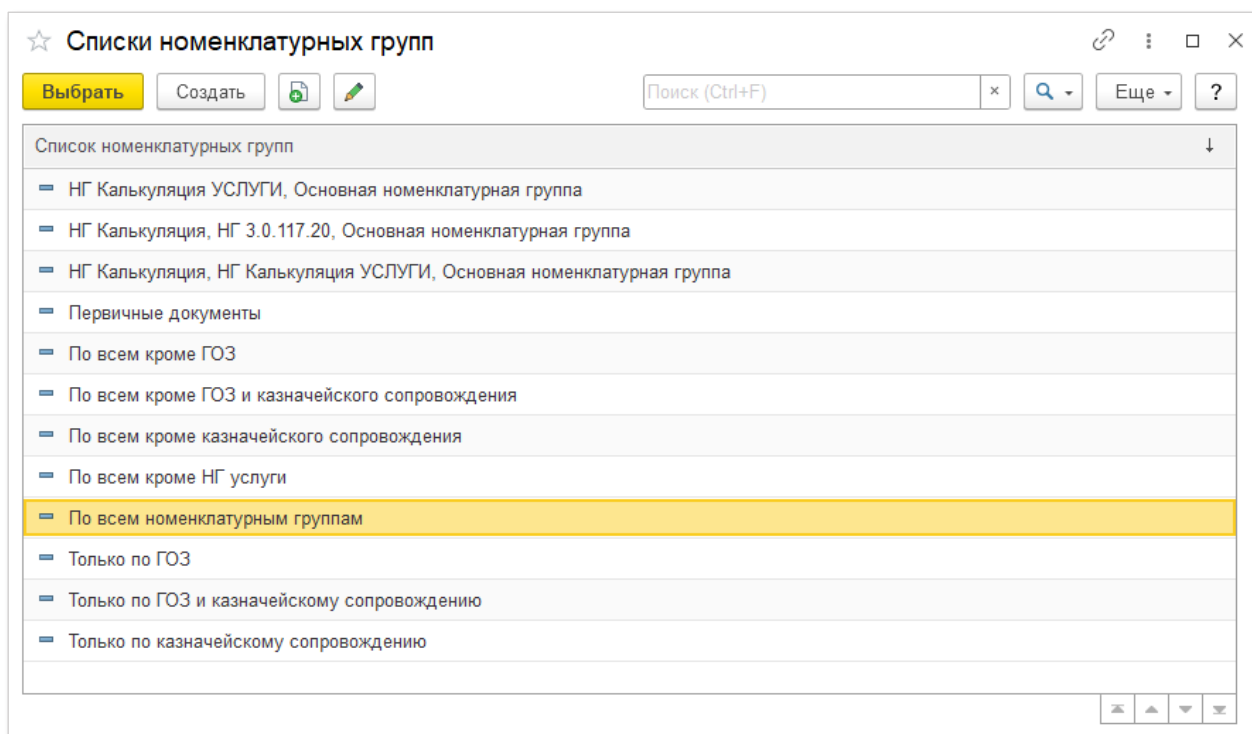 Списки номенклатурных групп
Выбрать Создать Поиск (Ctrl+F) × Еще ?
Список номенклатурных групп ↓
НГ Калькуляция УСЛУГИ, Основная номенклатурная группа
НГ Калькуляция, НГ 3.0.117.20, Основная номенклатурная группа
НГ Калькуляция, НГ Калькуляция УСЛУГИ, Основная номенклатурная группа
Первичные документы
По всем кроме ГОЗ
По всем кроме ГОЗ и казначейского сопровождения
По всем кроме казначейского сопровождения
По всем кроме НГ услуги
По всем номенклатурным группам
Только по ГОЗ
Только по ГОЗ и казначейскому сопровождению
Только по казначейскому сопровождению